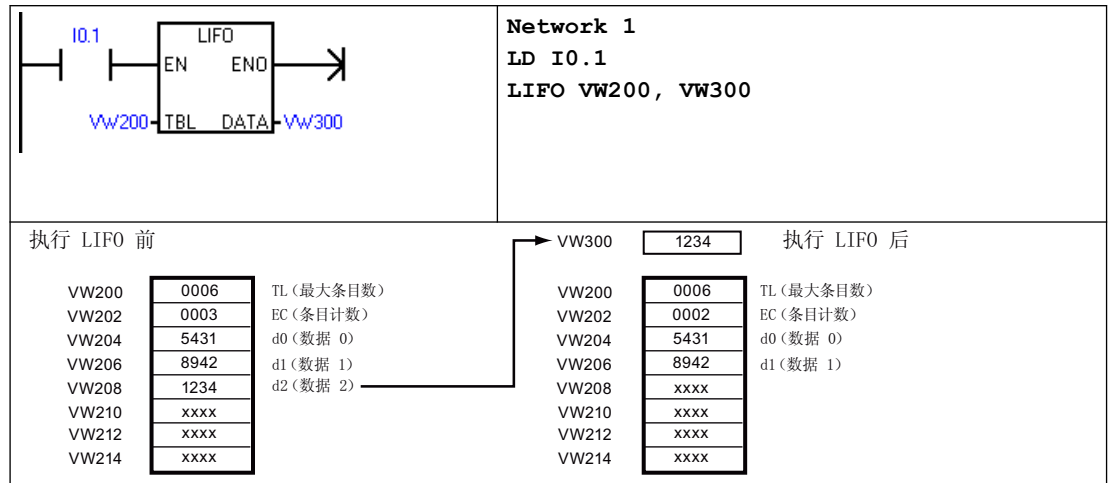 I0.1
LIFO
EN ENO
VW200 TBL DATA VW300
Network 1
LD I0.1
LIFO VW200, VW300
执行 LIFO 前
VW200 0006 TL(最大条目数)
VW202 0003 EC(条目计数)
VW204 5431 d0(数据 0)
VW206 8942 d1(数据 1)
VW208 1234 d2(数据 2)
VW210 xxxx
VW212 xxxx
VW214 xxxx
VW300 1234 执行 LIFO 后
VW200 0006 TL(最大条目数)
VW202 0002 EC(条目计数)
VW204 5431 d0(数据 0)
VW206 8942 d1(数据 1)
VW208 xxxx
VW210 xxxx
VW212 xxxx
VW214 xxxx